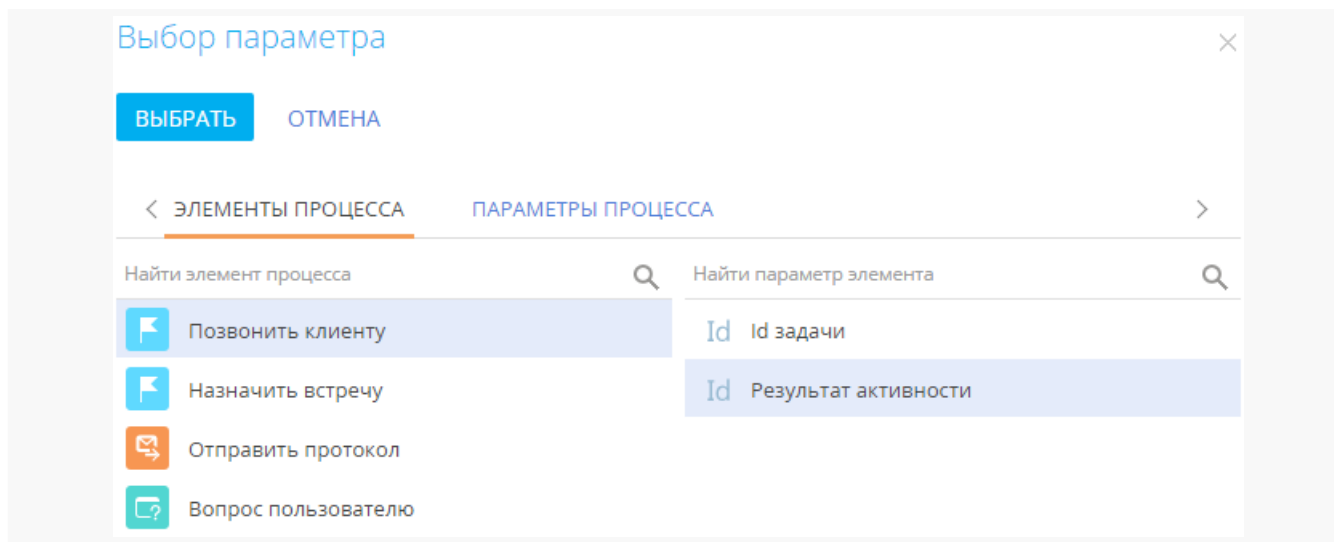 Выбор параметра
ВЫБРАТЬ ОТМЕНА
ЭЛЕМЕНТЫ ПРОЦЕССА ПАРАМЕТРЫ ПРОЦЕССА
Найти элемент процесса Найти параметр элемента
Позвонить клиенту Id Id задачи
Назначить встречу Id Результат активности
Отправить протокол
Вопрос пользователю